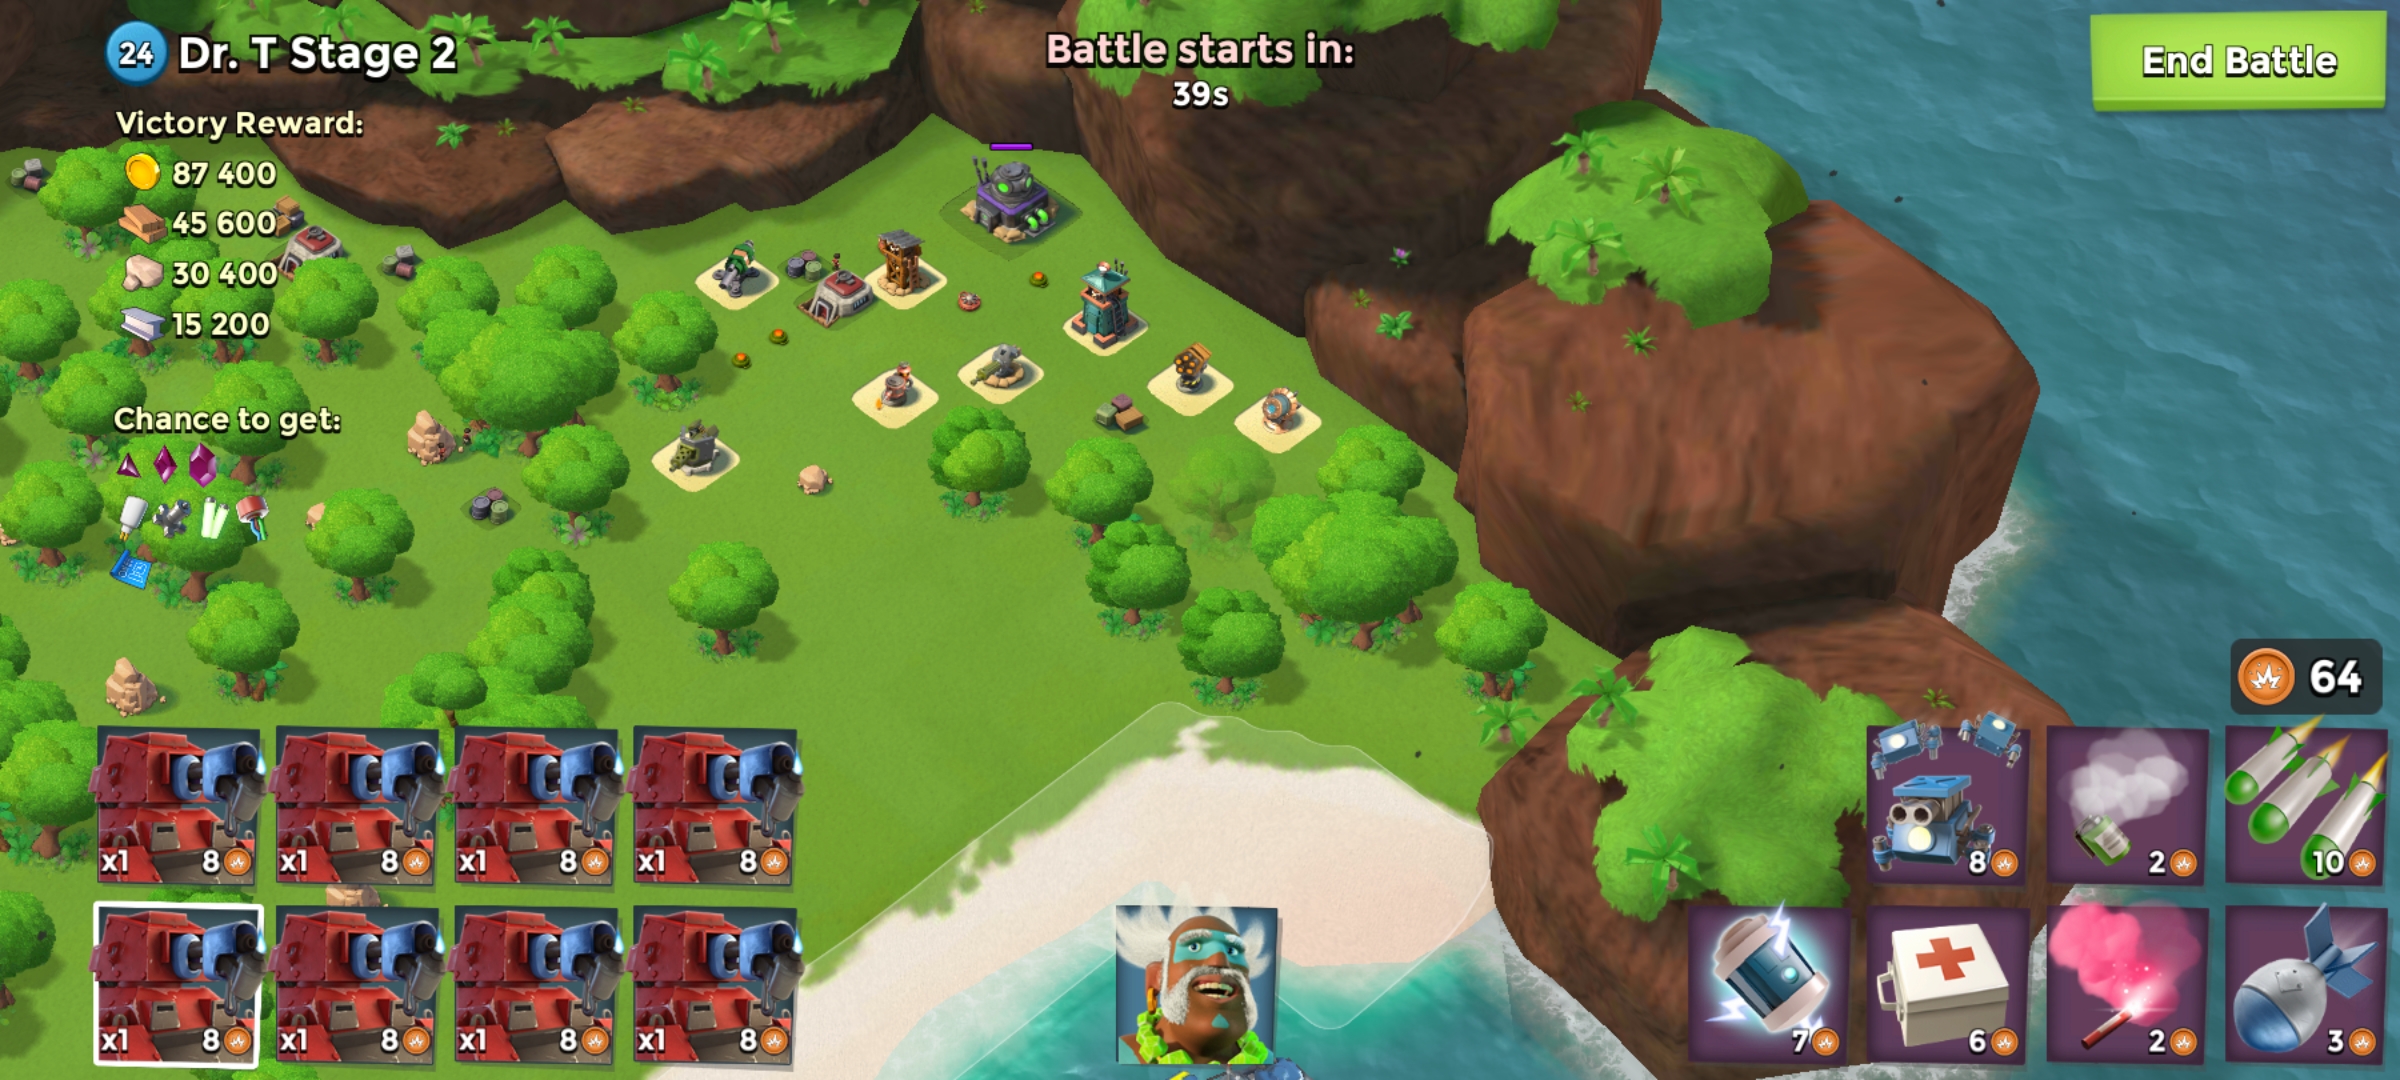 24 Dr. T Stage 2
Battle starts in:
39s
End Battle
Victory Reward:
87 400
45 600
30 400
15 200
Chance to get:
64
x1 8
x1 8
x1 8
x1 8
8
2
10
x1 8
x1 8
x1 8
x1 8
7
6
2
3